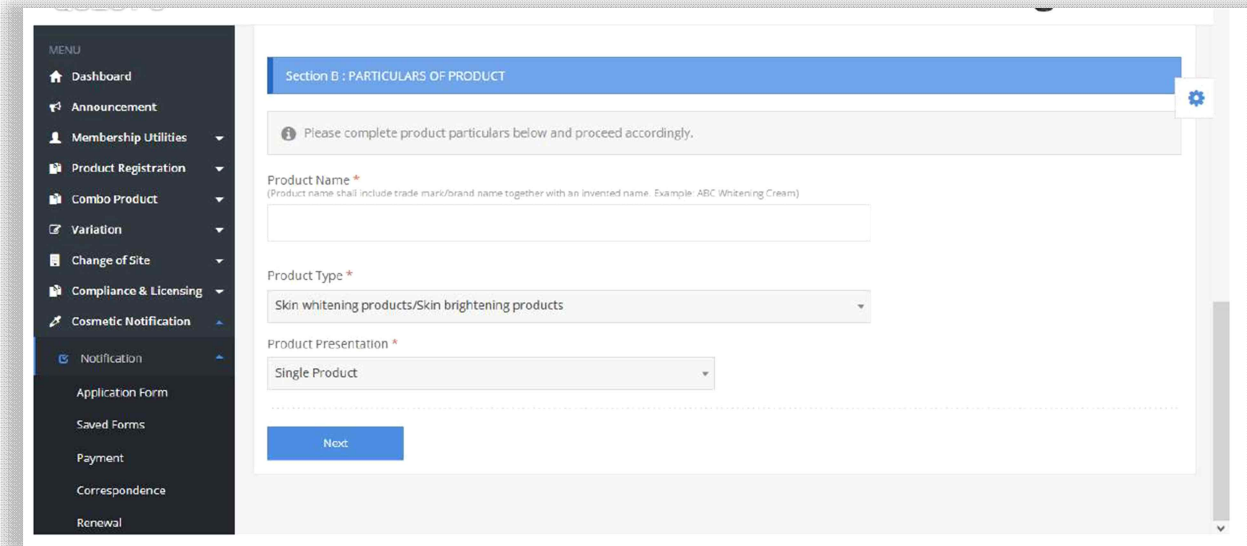 MENU
Dashboard
Announcement
Membership Utilities
Product Registration
Combo Product
Variation
Change of Site
Compliance & Licensing
Cosmetic Notification
Notification
Application Form
Saved Forms
Payment
Correspondence
Renewal
Section B : PARTICULARS OF PRODUCT
Please complete product particulars below and proceed accordingly.
Product Name *
(Product name shall include trade mark/brand name together with an invented name. Example: ABC Whitening Cream)
Product Type *
Skin whitening products/Skin brightening products
Product Presentation *
Single Product
Next